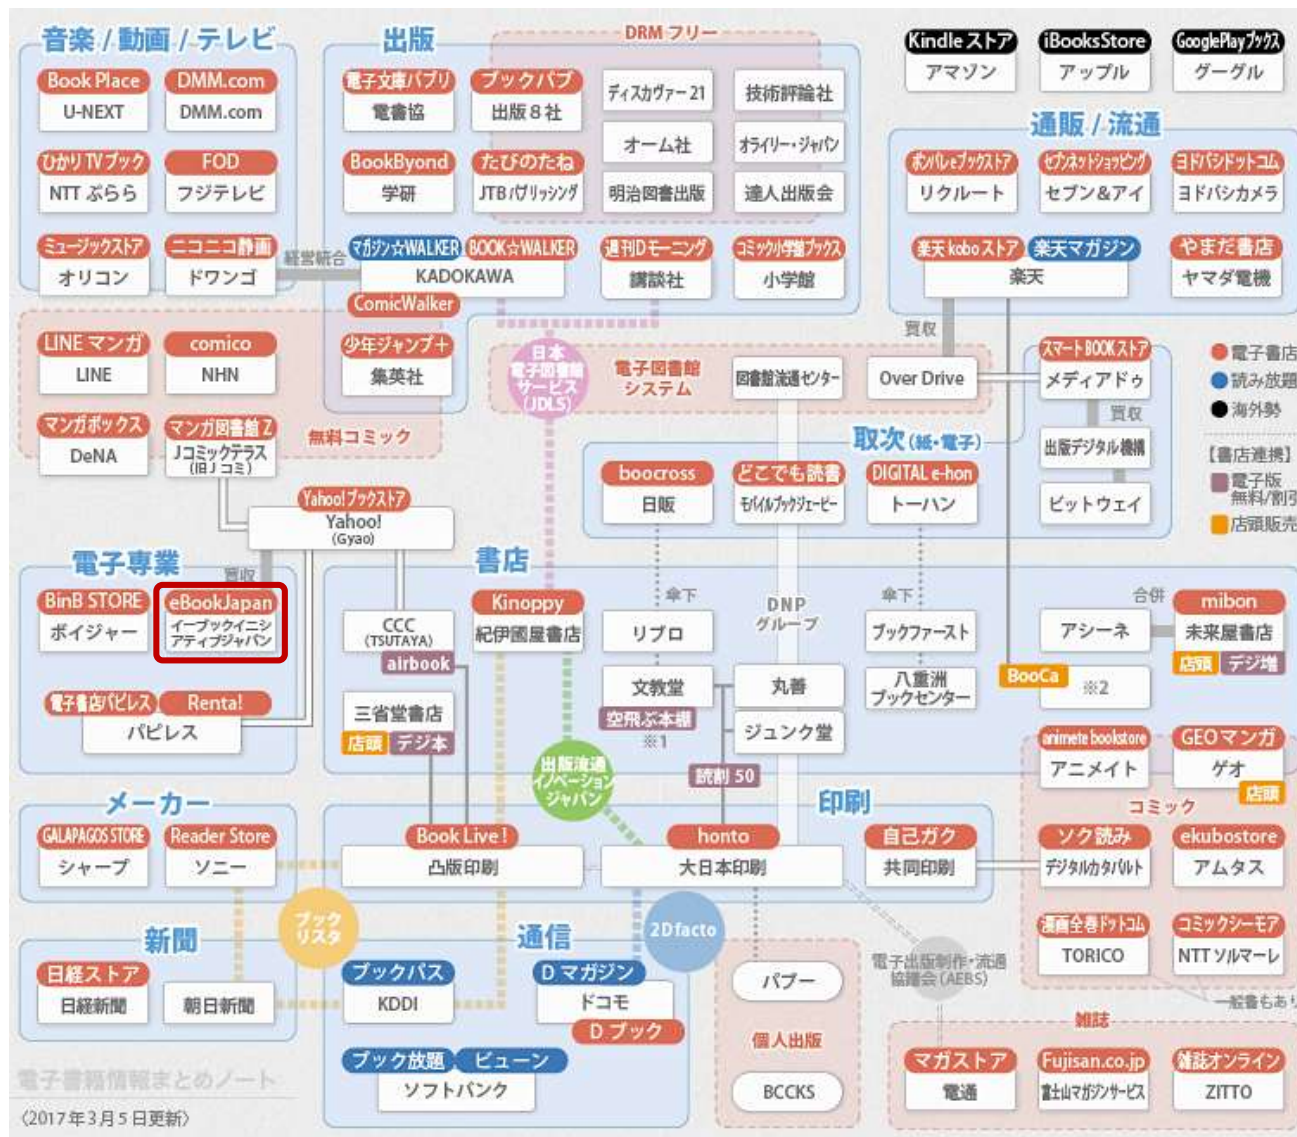 音楽 / 動画 / テレビ
Book Place
U-NEXT
DMM.com
DMM.com
ひかりTVブック
NTT ぷらら
FOD
フジテレビ
ミュージックストア
オリコン
ニコニコ静画
ドワンゴ
経営統合
出版
DRM フリー
電子文庫パブリ
電書協
ブックパブ
出版8社
ディスカヴァー21
技術評論社
オーム社
オライリー・ジャパン
BookByond
学研
たびのたね
JTBパブリッシング
明治図書出版
達人出版会
マガジン☆WALKER
BOOK☆WALKER
KADOKAWA
ComicWalker
週刊Dモーニング
講談社
コミック小学館ブックス
小学館
少年ジャンプ+
集英社
Kindle ストア
アマゾン
iBooksStore
アップル
GooglePlayブックス
グーグル
通販 / 流通
ポンパレeブックストア
リクルート
セブンネットショッピング
セブン&アイ
ヨドバシドットコム
ヨドバシカメラ
楽天 kobo ストア
楽天マガジン
楽天
やまだ書店
ヤマダ電機
買収
LINE マンガ
LINE
comico
NHN
マンガボックス
DeNA
マンガ図書館Z
Jコミックテラス
(旧Jコミ)
無料コミック
日本
電子図書館
サービス
(JDLS)
電子図書館
システム
図書館流通センター
Over Drive
スマートBOOKストア
メディアドゥ
買収
出版デジタル機構
ビットウェイ
電子書店
読み放題
海外勢
【書店連携】
電子版
無料/割引
店頭販売
取次(紙・電子)
boocross
日販
どこでも読書
モバイルブックジェーピー
DIGITAL e-hon
トーハン
Yahoo!ブックストア
Yahoo!
(Gyao)
買収
電子専業
BinB STORE
ボイジャー
eBookJapan
イーブックイニシ
アティブジャパン
電子書店パピレス
Renta!
パピレス
書店
CCC
(TSUTAYA)
airbook
三省堂書店
店頭
デジ本
Kinoppy
紀伊國屋書店
傘下
リブロ
文教堂
空飛ぶ本棚
※1
DNP
グループ
丸善
ジュンク堂
読割 50
傘下
ブックファースト
八重洲
ブックセンター
アシーネ
合併
mibon
未来屋書店
店頭
デジ増
BooCa
※2
出版流通
イノベーション
ジャパン
animete bookstore
アニメイト
GEO マンガ
ゲオ
店頭
コミック
ソク読み
デジタルカタパルト
ekubostore
アムタス
漫画全巻ドットコム
TORICO
コミックシーモア
NTT ソルマーレ
一般書もあり
メーカー
GALAPAGOS STORE
シャープ
Reader Store
ソニー
Book Live!
凸版印刷
honto
大日本印刷
印刷
自己ガク
共同印刷
ブック
リスタ
2Dfacto
新聞
日経ストア
日経新聞
朝日新聞
通信
ブックパス
KDDI
D マガジン
ドコモ
D ブック
ブック放題
ビューン
ソフトバンク
パブー
個人出版
BCCKS
電子出版制作・流通
協議会(AEBS)
雑誌
マガストア
電通
Fujisan.co.jp
富士山マガジンサービス
雑誌オンライン
ZITTO
電子書籍情報まとめノート
〈2017年3月5日更新〉